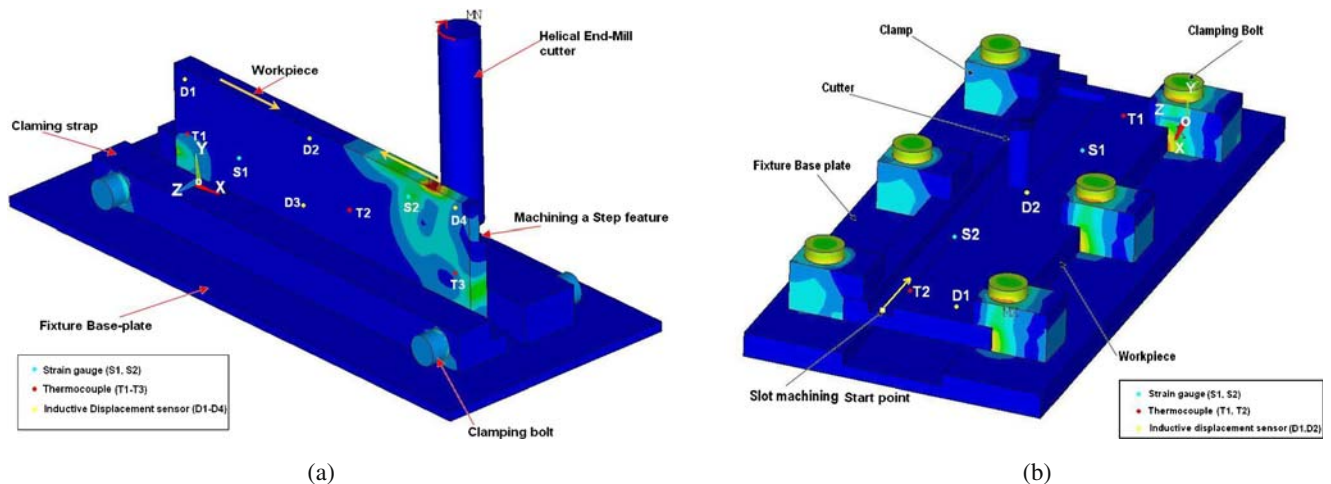 MN
Helical End-Mill
cutter
Workpiece
D1
Claming strap
T1
Y
S1
D2
Z
X
D3
T2
S2
D4
Machining a Step feature
T3
Fixture Base-plate
Strain gauge (S1, S2)
Thermocouple (T1-T3)
Inductive Displacement sensor (D1-D4)
Clamping bolt
(a)
Clamp
Clamping Bolt
Cutter
Y
Z
O
X
T1
S1
Fixture Base plate
D2
S2
T2
D1
Workpiece
Slot machining Start point
Strain gauge (S1, S2)
Thermocouple (T1, T2)
Inductive displacement sensor (D1,D2)
(b)